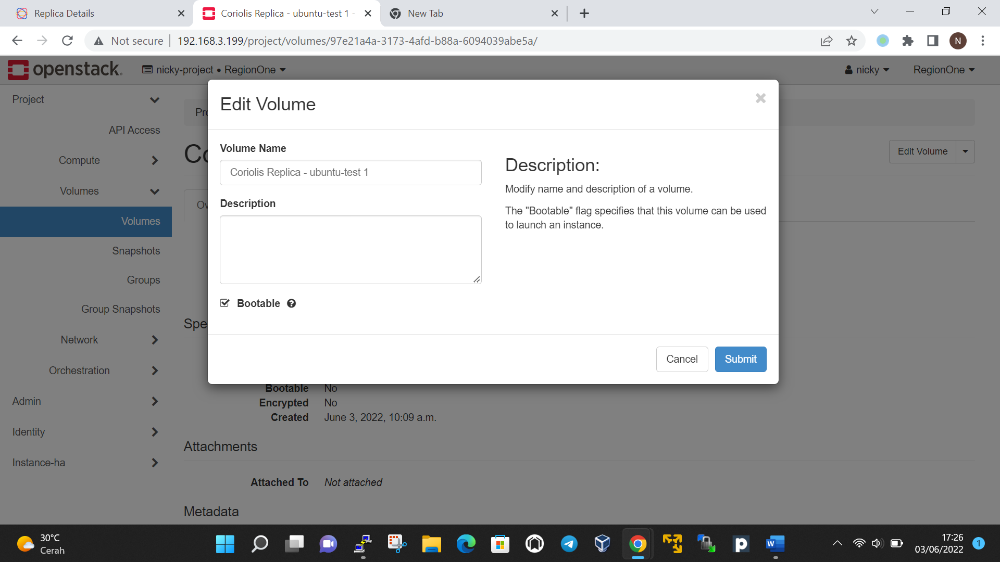 Replica Details
Coriolis Replica - ubuntu-test 1 -
New Tab
Not secure
192.168.3.199/project/volumes/97e21a4a-3173-4afd-b88a-6094039abe5a/
N
openstack.
nicky-project • RegionOne
nicky
RegionOne
Project
API Access
Compute
Volumes
Volumes
Snapshots
Groups
Group Snapshots
Network
Orchestration
Admin
Identity
Instance-ha
Edit Volume
Edit Volume
Volume Name
Coriolis Replica - ubuntu-test 1
Description
Bootable
Description:
Modify name and description of a volume.
The "Bootable" flag specifies that this volume can be used
to launch an instance.
Cancel
Submit
Bootable No
Encrypted No
Created June 3, 2022, 10:09 a.m.
Attachments
Attached To Not attached
Metadata
30°C
Cerah
17:26
03/06/2022
1